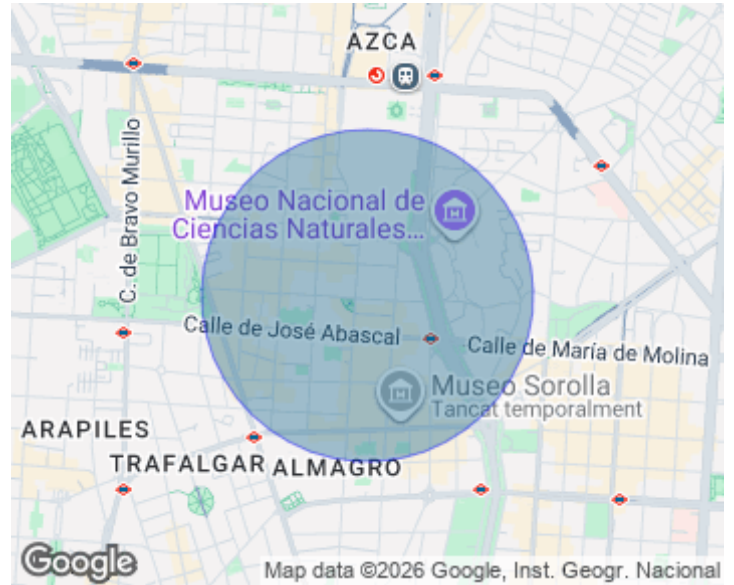 AZCA
C. de Bravo Murillo
Museo Nacional de
Ciencias Naturales...
Calle de José Abascal
Calle de María de Molina
Museo Sorolla
Tancat temporalment
ARAPILES
TRAFALGAR
ALMAGRO
Google
Map data ©2026 Google, Inst. Geogr. Nacional